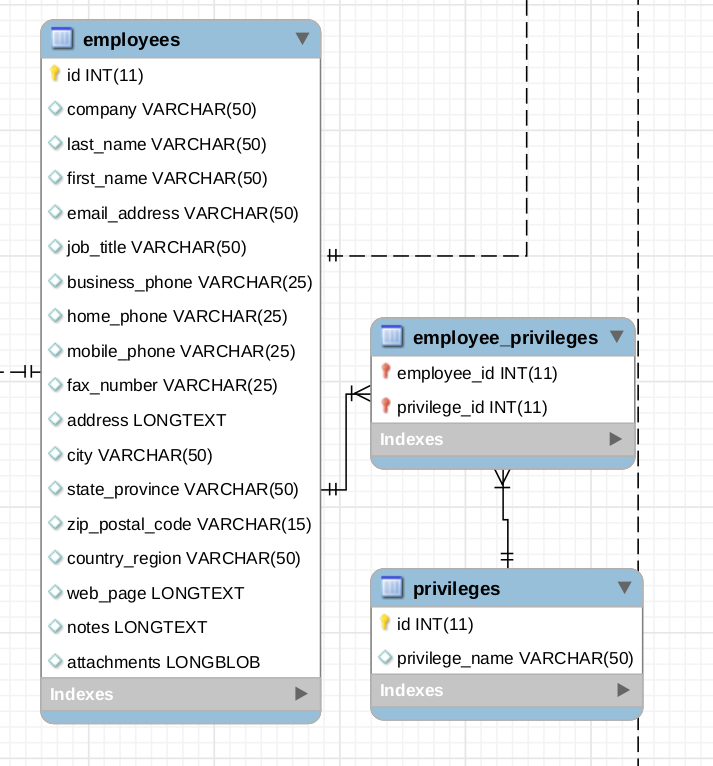 employees
id INT(11)
company VARCHAR(50)
last_name VARCHAR(50)
first_name VARCHAR(50)
email_address VARCHAR(50)
job_title VARCHAR(50)
business_phone VARCHAR(25)
home_phone VARCHAR(25)
mobile_phone VARCHAR(25)
fax_number VARCHAR(25)
address LONGTEXT
city VARCHAR(50)
state_province VARCHAR(50)
zip_postal_code VARCHAR(15)
country_region VARCHAR(50)
web_page LONGTEXT
notes LONGTEXT
attachments LONGBLOB
Indexes
employee_privileges
employee_id INT(11)
privilege_id INT(11)
Indexes
privileges
id INT(11)
privilege_name VARCHAR(50)
Indexes